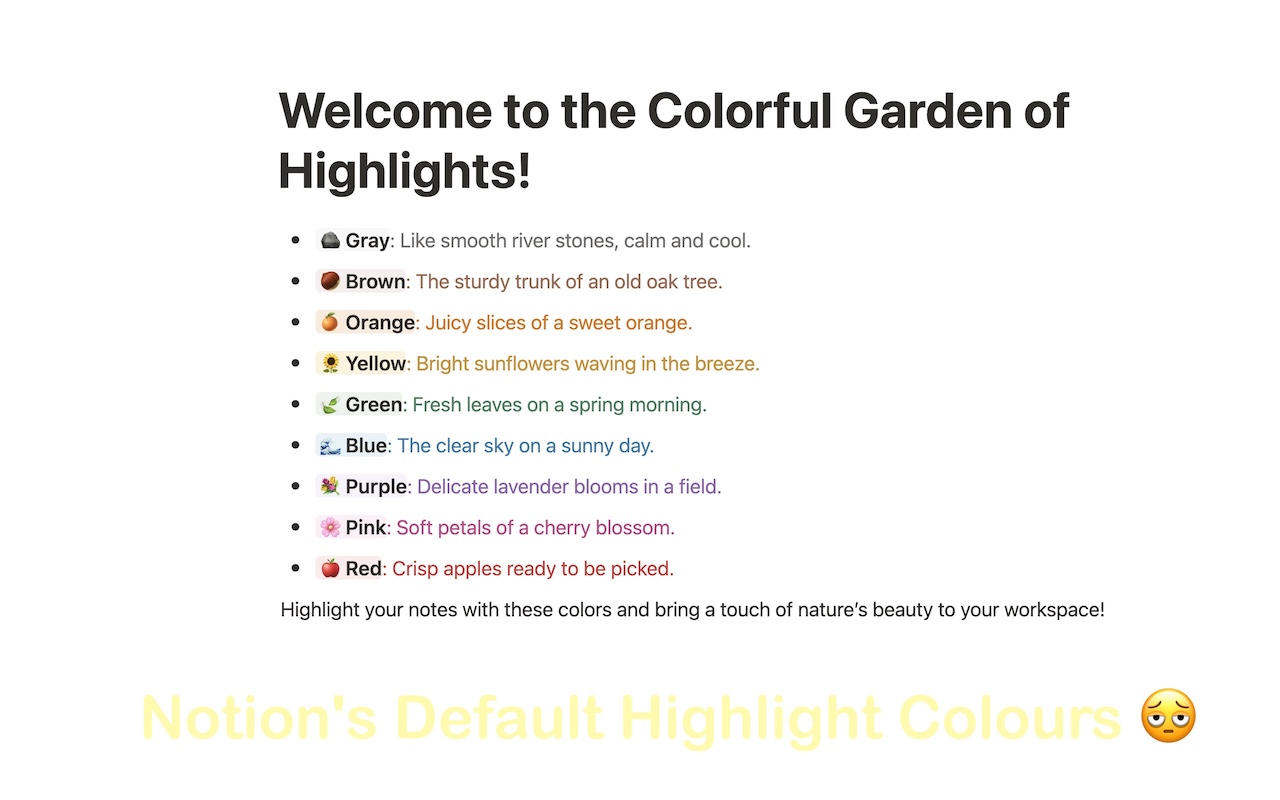 Welcome to the Colorful Garden of
Highlights!
• 🪨 Gray: Like smooth river stones, calm and cool.
• 🌰 Brown: The sturdy trunk of an old oak tree.
• 🍊 Orange: Juicy slices of a sweet orange.
• 🌻 Yellow: Bright sunflowers waving in the breeze.
• 🍃 Green: Fresh leaves on a spring morning.
• 🌊 Blue: The clear sky on a sunny day.
• 💐 Purple: Delicate lavender blooms in a field.
• 🌸 Pink: Soft petals of a cherry blossom.
• 🍎 Red: Crisp apples ready to be picked.
Highlight your notes with these colors and bring a touch of nature’s beauty to your workspace!
Notion's Default Highlight Colours 😔